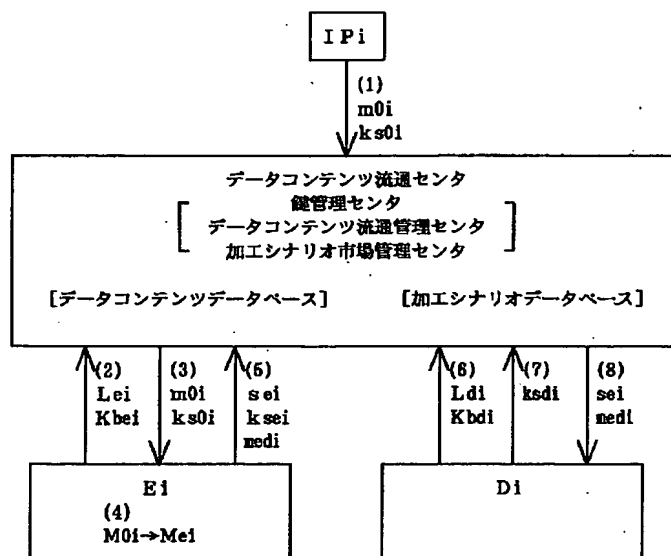 IPi
(1)
m0i
ks0i
データコンテンツ流通センタ
鍵管理センタ
データコンテンツ流通管理センタ
加工シナリオ市場管理センタ
[データコンテンツデータベース] [加工シナリオデータベース]
(2) (3) (5) (6) (7) (8)
Lei m0i sei Ldi ksdi sei
Kbei ks0i ksei Kbdi medi
medi
Ei Di
(4)
M0i→Mei